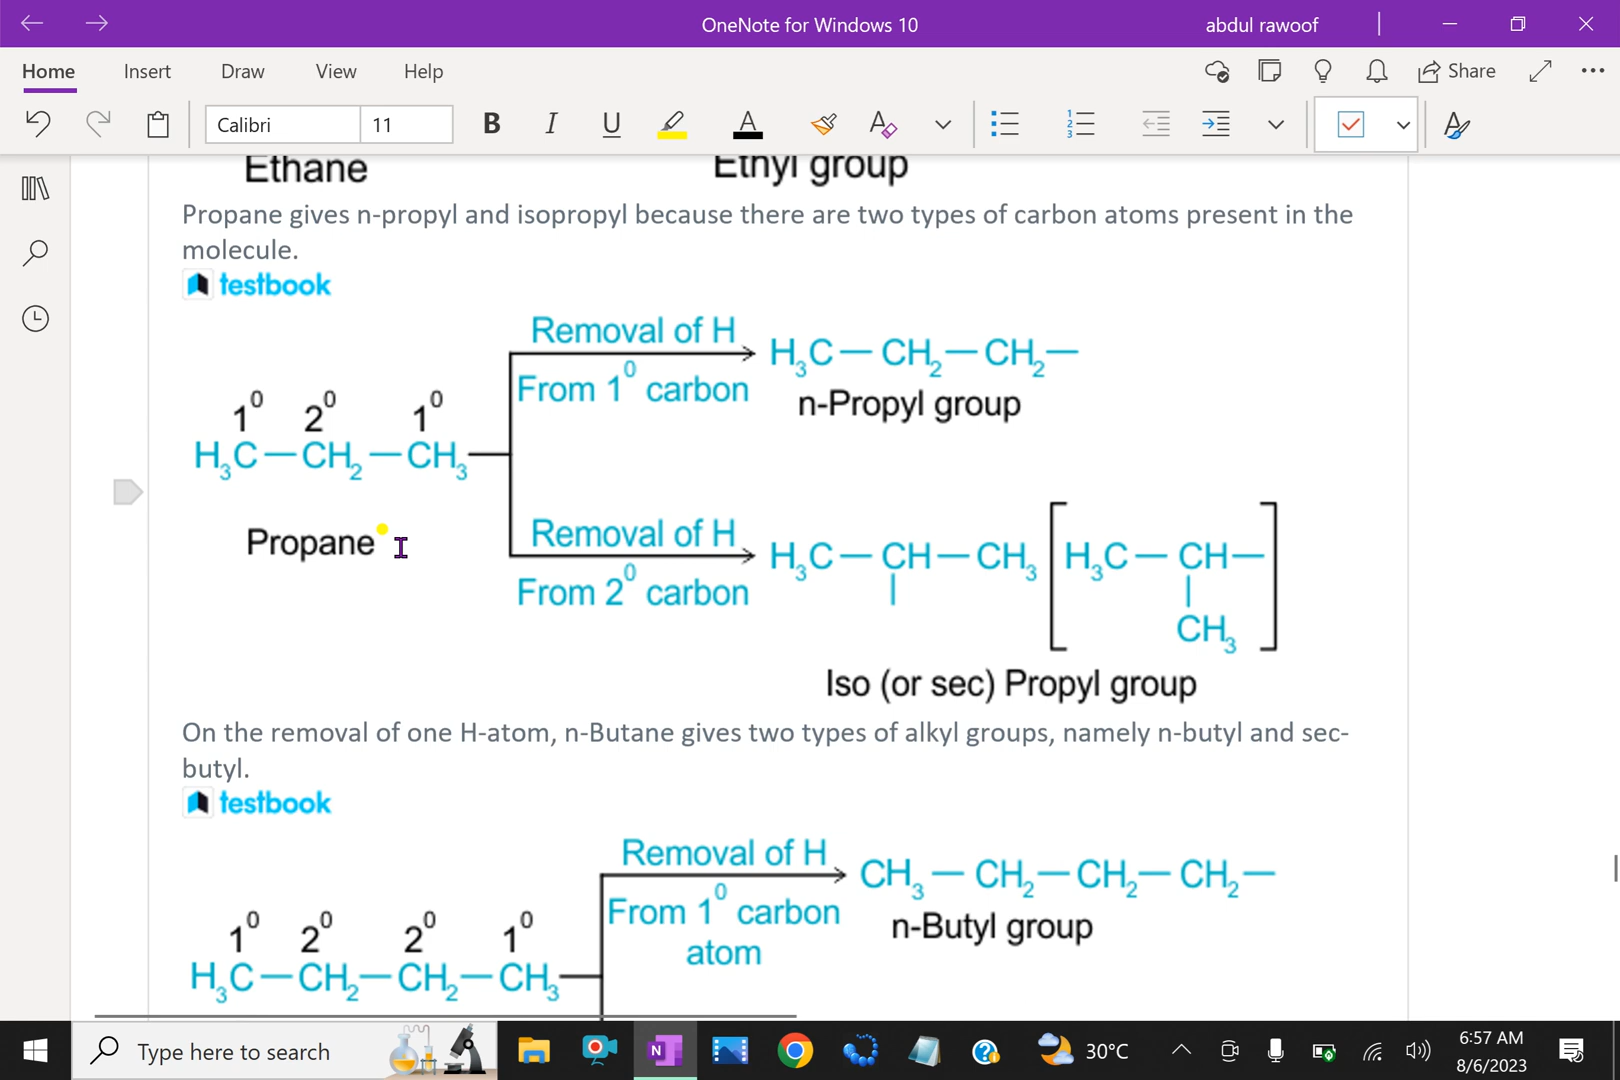 OneNote for Windows 10
abdul rawoof
Home Insert Draw View Help
Share
Calibri 11 B I U A A
Ethane Ethyl group
Propane gives n-propyl and isopropyl because there are two types of carbon atoms present in the
molecule.
testbook
Removal of H
From 1⁰ carbon
H₃C — CH₂ — CH₂ —
n-Propyl group
1⁰ 2⁰ 1⁰
H₃C — CH₂ — CH₃
Propane
Removal of H
From 2⁰ carbon
H₃C — CH — CH₃ [H₃C — CH —
CH₃]
Iso (or sec) Propyl group
On the removal of one H-atom, n-Butane gives two types of alkyl groups, namely n-butyl and sec-
butyl.
testbook
Removal of H
From 1⁰ carbon
atom
CH₃ — CH₂ — CH₂ — CH₂ —
n-Butyl group
1⁰ 2⁰ 2⁰ 1⁰
H₃C — CH₂ — CH₂ — CH₃
Type here to search
30°C
6:57 AM
8/6/2023